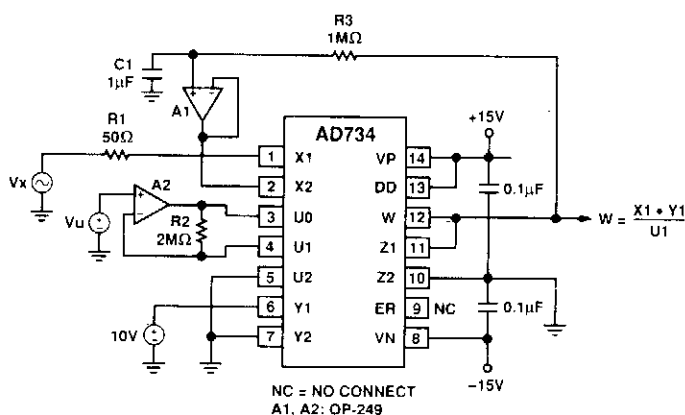 R3
1MΩ
C1
1μF
A1
R1
50Ω
AD734
+15V
Vx
1 X1 VP 14
2 X2 DD 13
0.1μF
A2
3 U0 W 12
W = X1 • Y1
U1
Vu
R2
2MΩ
4 U1 Z1 11
5 U2 Z2 10
10V
6 Y1 ER 9 NC
0.1μF
7 Y2 VN 8
−15V
NC = NO CONNECT
A1, A2: OP-249